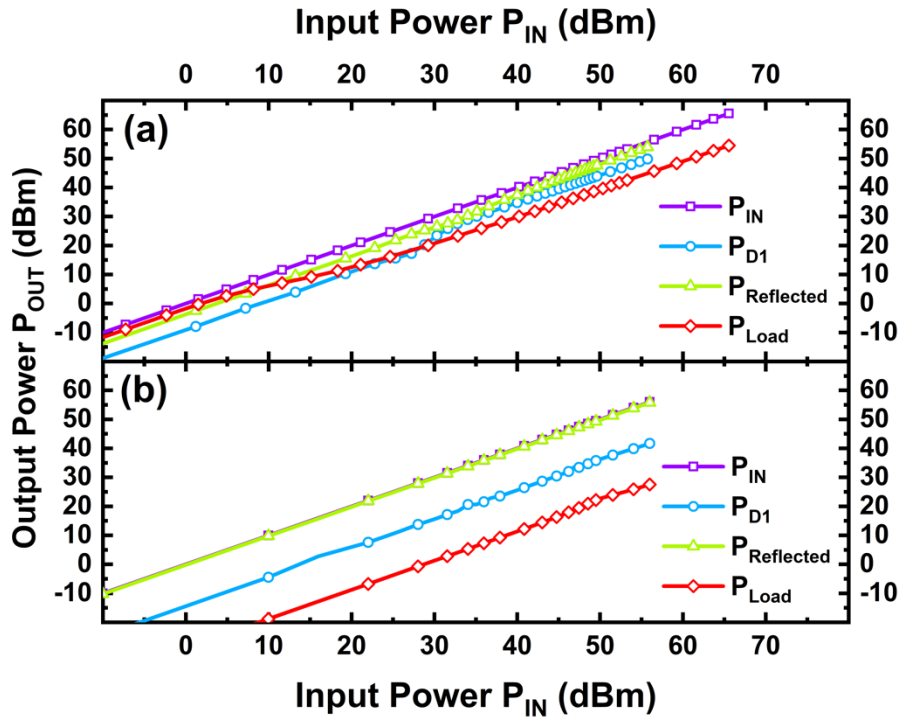 Input Power P_IN (dBm)
0 10 20 30 40 50 60 70
Output Power P_OUT (dBm)
(a)
60 60
50 50
40 40
30 30
20 20
10 10
0 0
-10 -10
P_IN
P_D1
P_Reflected
P_Load
(b)
60 60
50 50
40 40
30 30
20 20
10 10
0 0
-10 -10
P_IN
P_D1
P_Reflected
P_Load
0 10 20 30 40 50 60 70
Input Power P_IN (dBm)